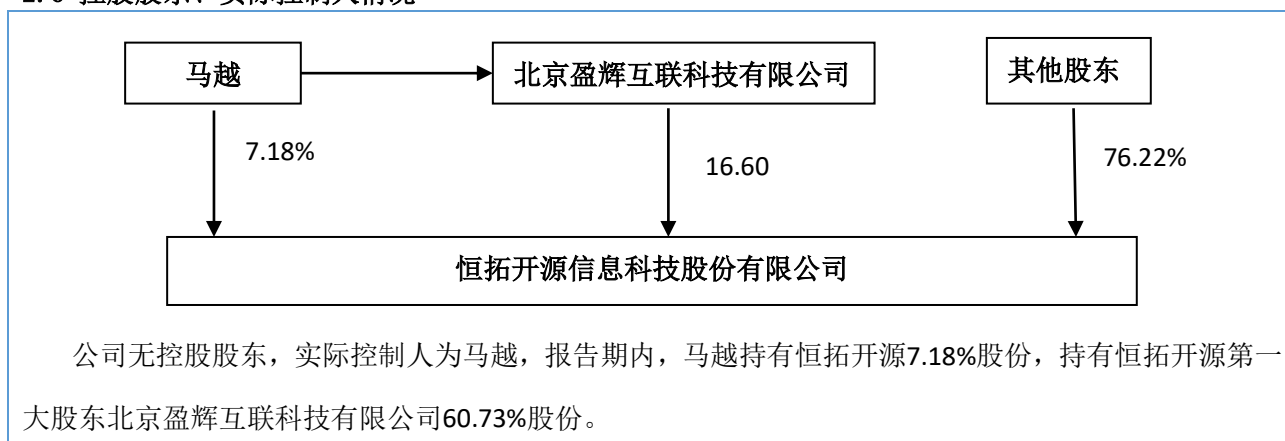 马越
北京盈辉互联科技有限公司
其他股东
7.18%
16.60
76.22%
恒拓开源信息科技股份有限公司
公司无控股股东，实际控制人为马越，报告期内，马越持有恒拓开源7.18%股份，持有恒拓开源第一
大股东北京盈辉互联科技有限公司60.73%股份。